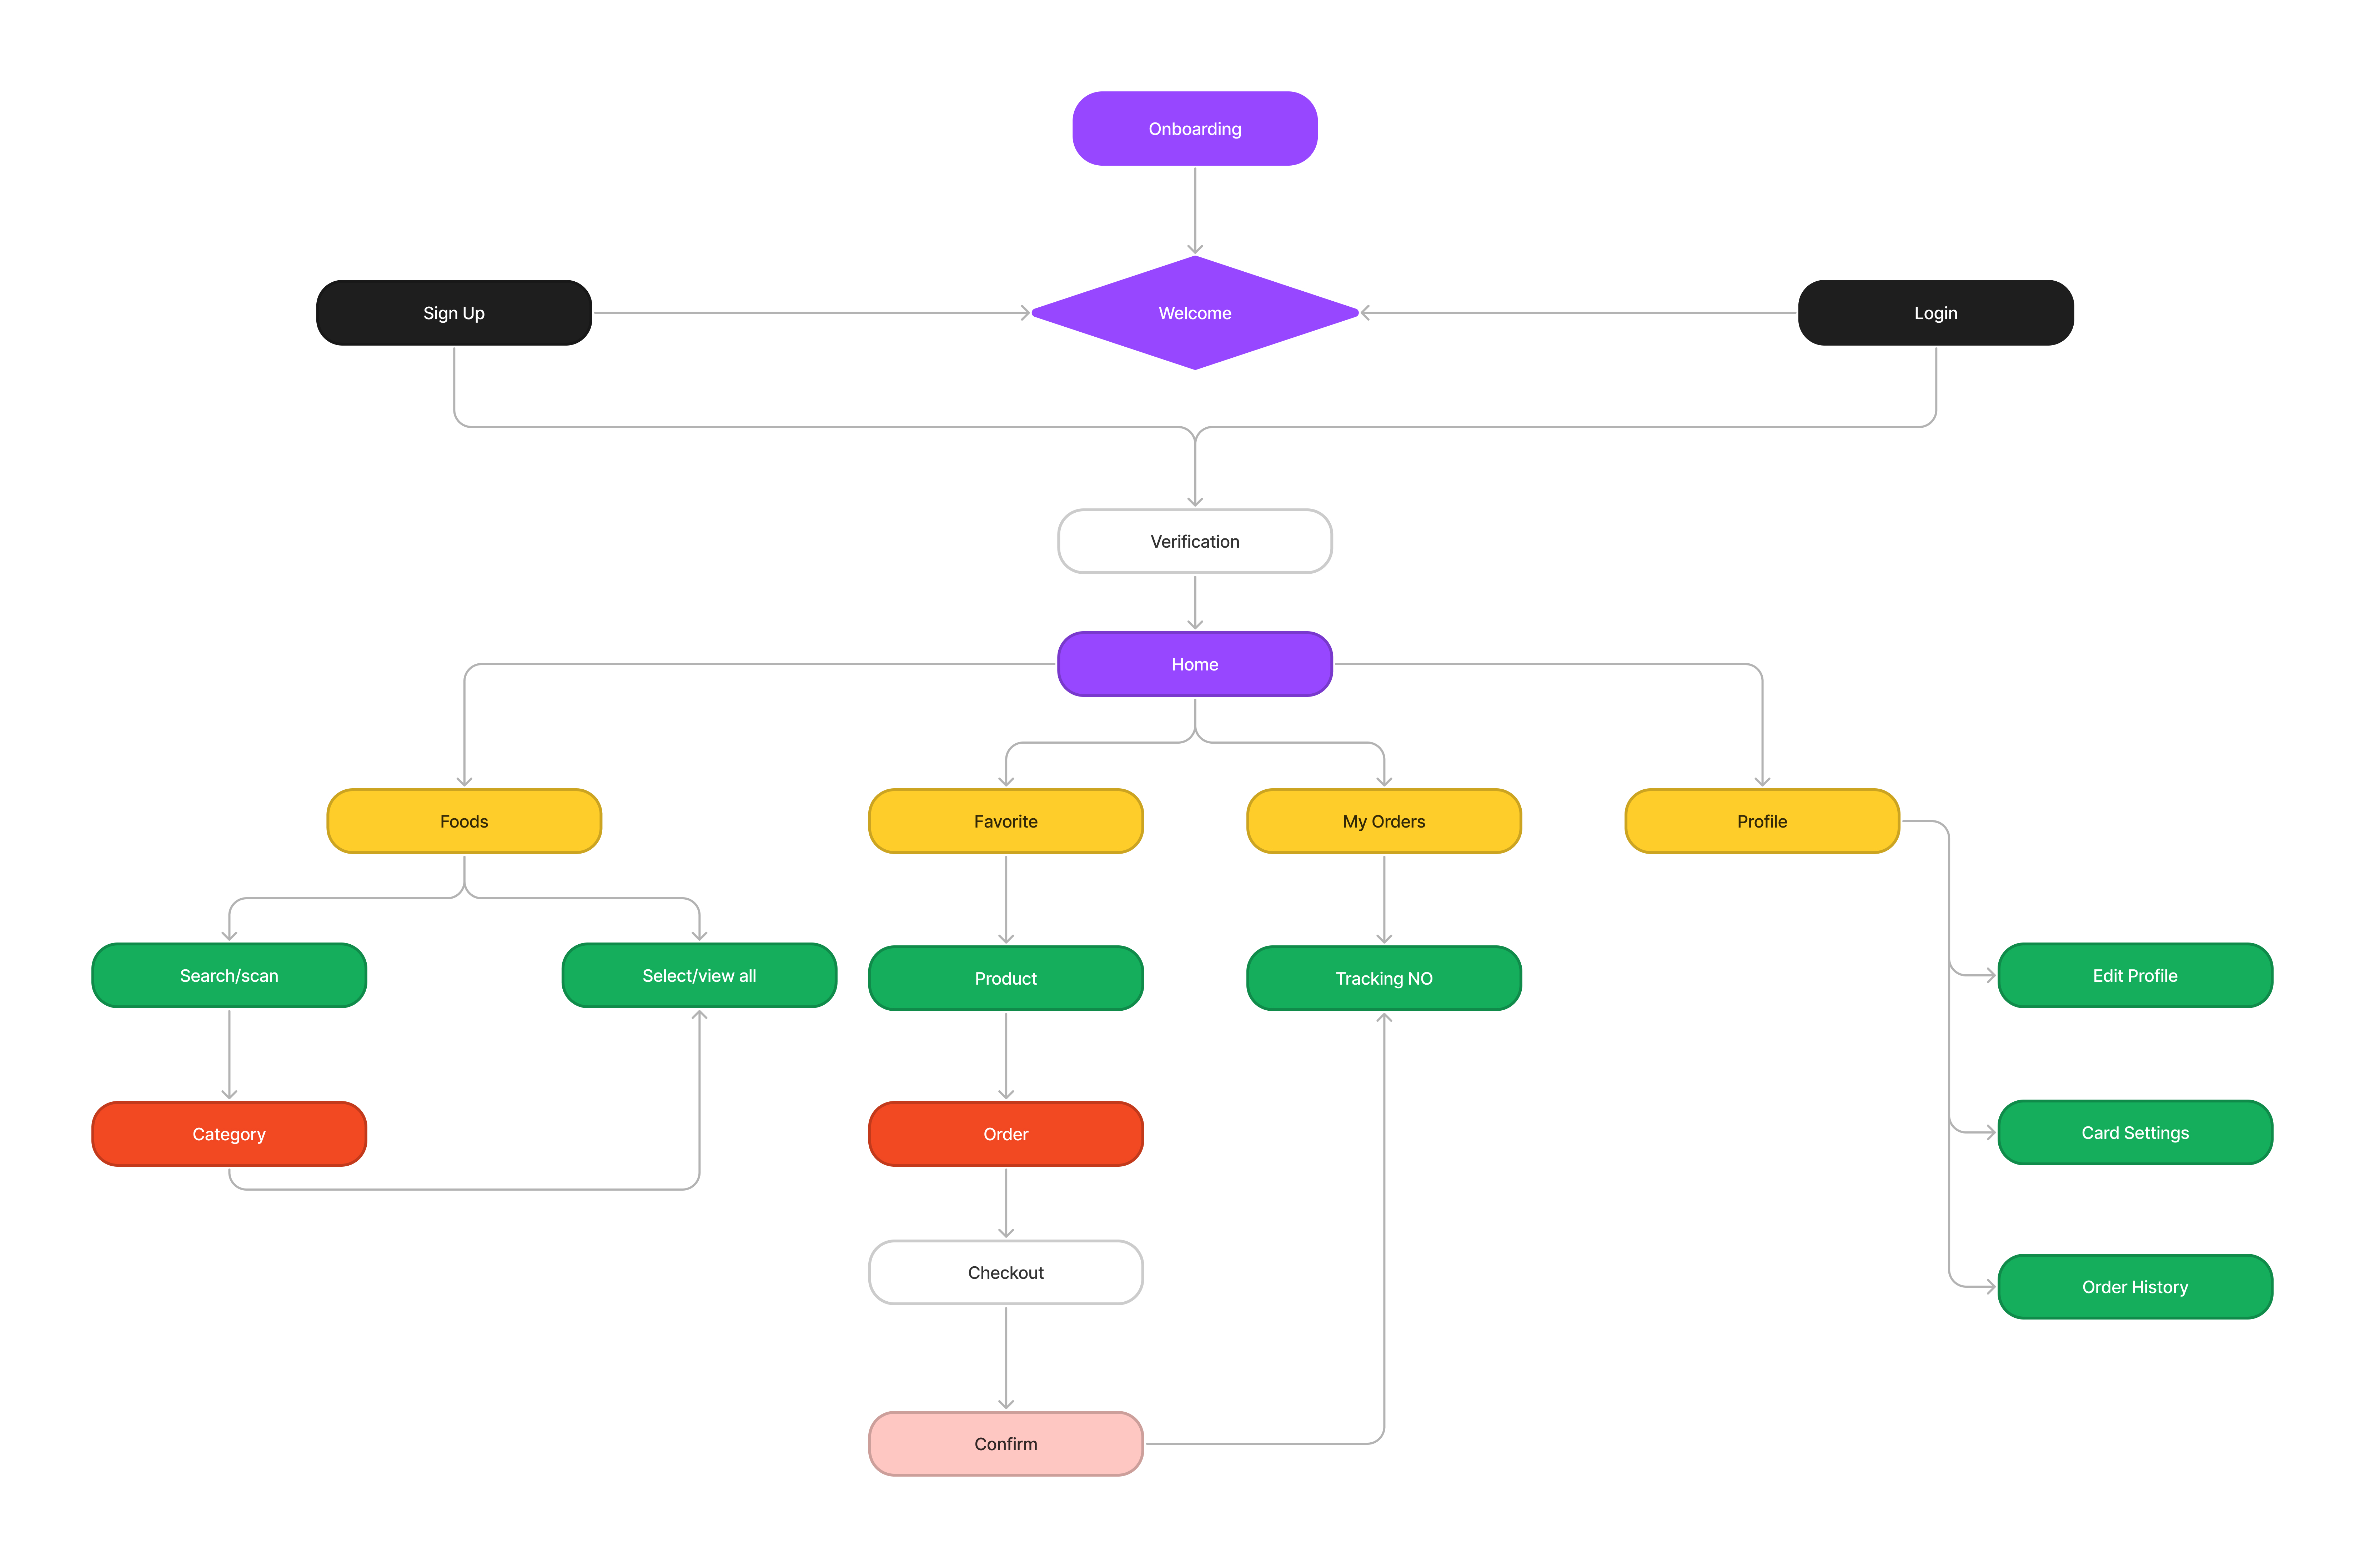 Onboarding
Sign Up
Welcome
Login
Verification
Home
Foods
Favorite
My Orders
Profile
Search/scan
Select/view all
Product
Tracking NO
Edit Profile
Category
Order
Card Settings
Checkout
Order History
Confirm